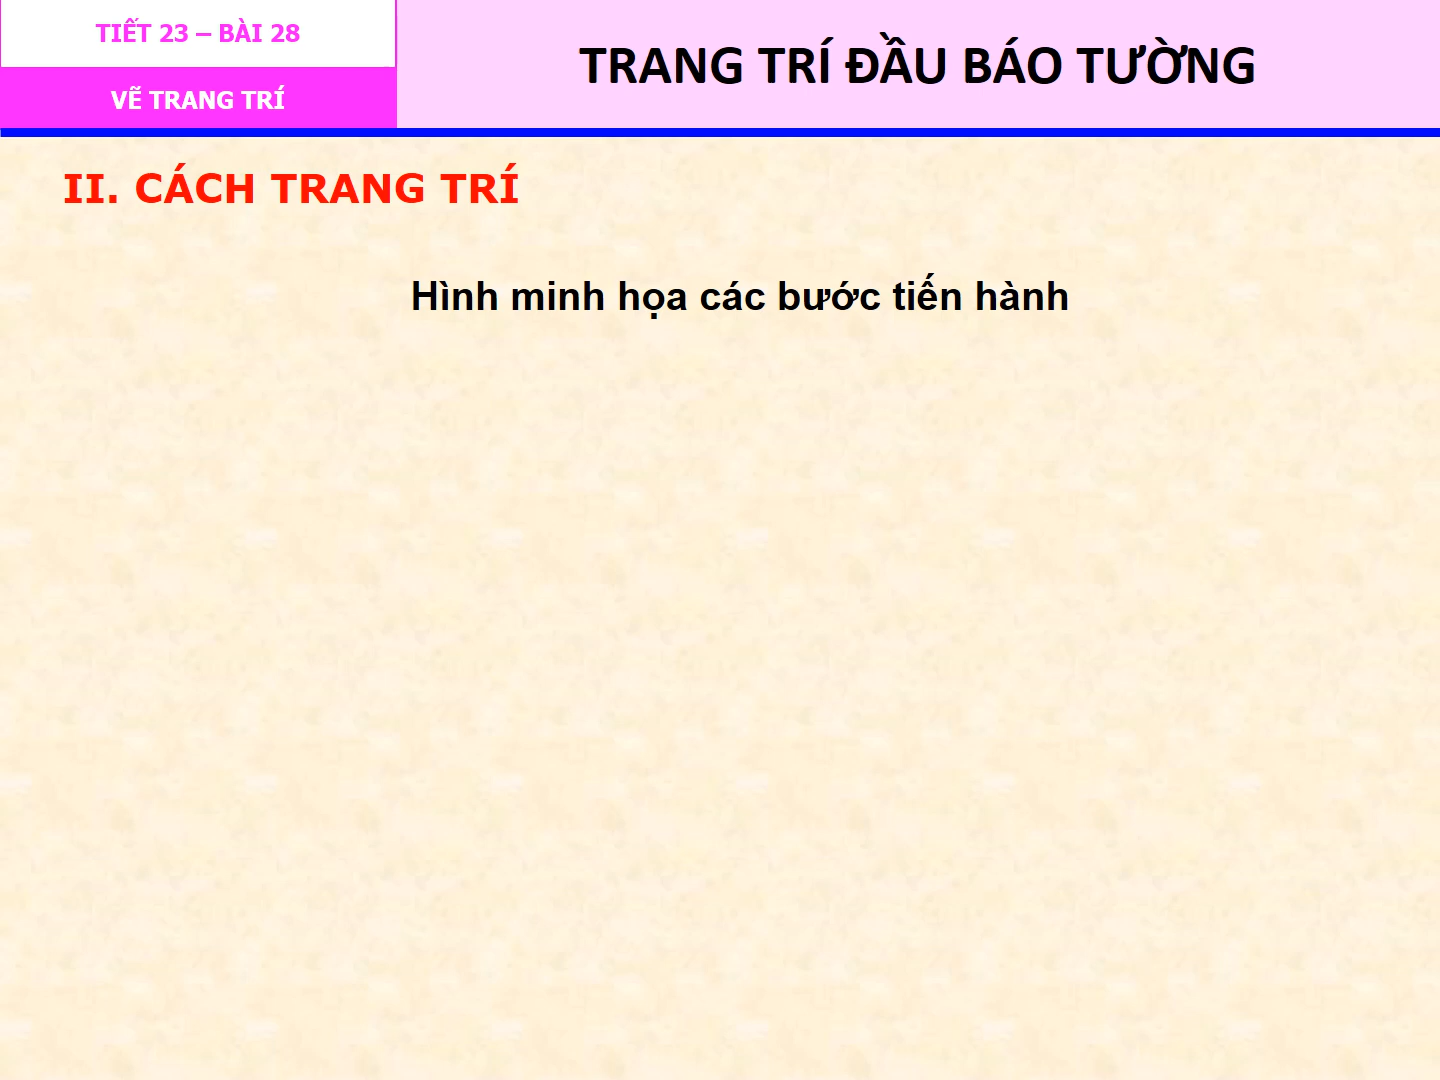 TIẾT 23 – BÀI 28
VẼ TRANG TRÍ
TRANG TRÍ ĐẦU BÁO TƯỜNG
II. CÁCH TRANG TRÍ
Hình minh họa các bước tiến hành